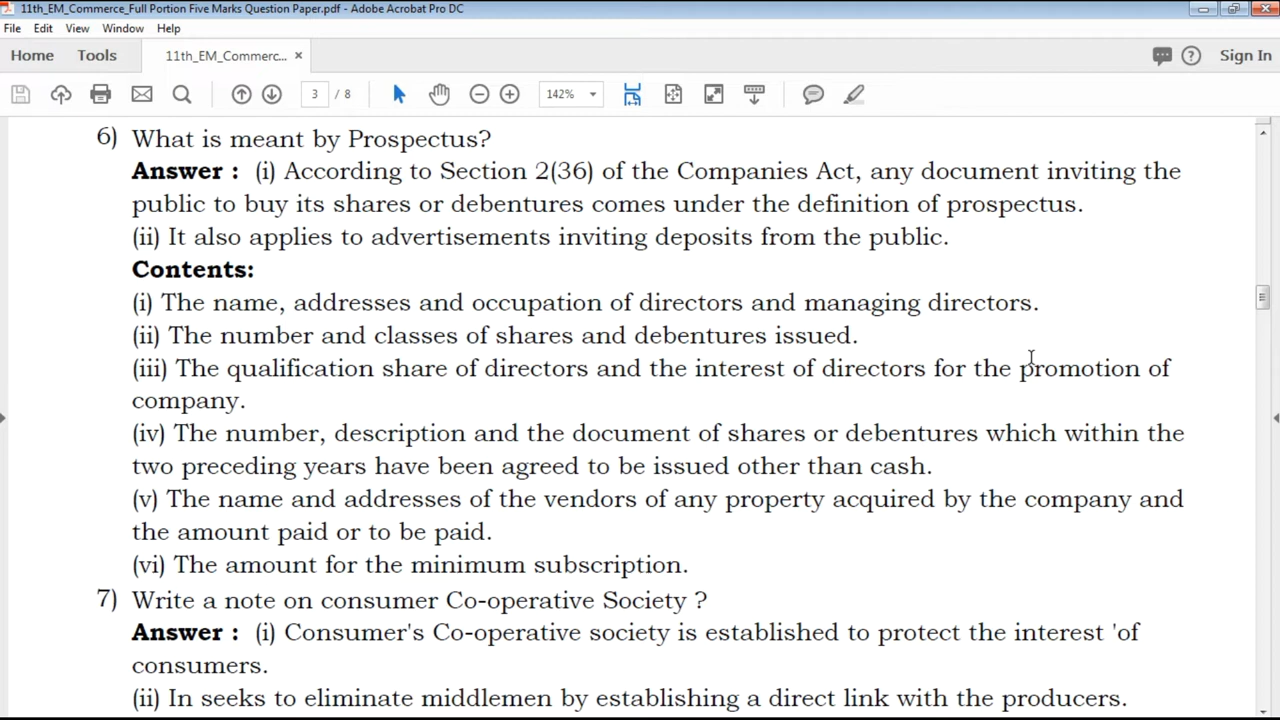 11th_EM_Commerce_Full Portion Five Marks Question Paper.pdf - Adobe Acrobat Pro DC
File Edit View Window Help
Home Tools 11th_EM_Commerc... × Sign In
3 / 8 142%
6) What is meant by Prospectus?
Answer : (i) According to Section 2(36) of the Companies Act, any document inviting the
public to buy its shares or debentures comes under the definition of prospectus.
(ii) It also applies to advertisements inviting deposits from the public.
Contents:
(i) The name, addresses and occupation of directors and managing directors.
(ii) The number and classes of shares and debentures issued.
(iii) The qualification share of directors and the interest of directors for the promotion of
company.
(iv) The number, description and the document of shares or debentures which within the
two preceding years have been agreed to be issued other than cash.
(v) The name and addresses of the vendors of any property acquired by the company and
the amount paid or to be paid.
(vi) The amount for the minimum subscription.
7) Write a note on consumer Co-operative Society ?
Answer : (i) Consumer's Co-operative society is established to protect the interest 'of
consumers.
(ii) In seeks to eliminate middlemen by establishing a direct link with the producers.